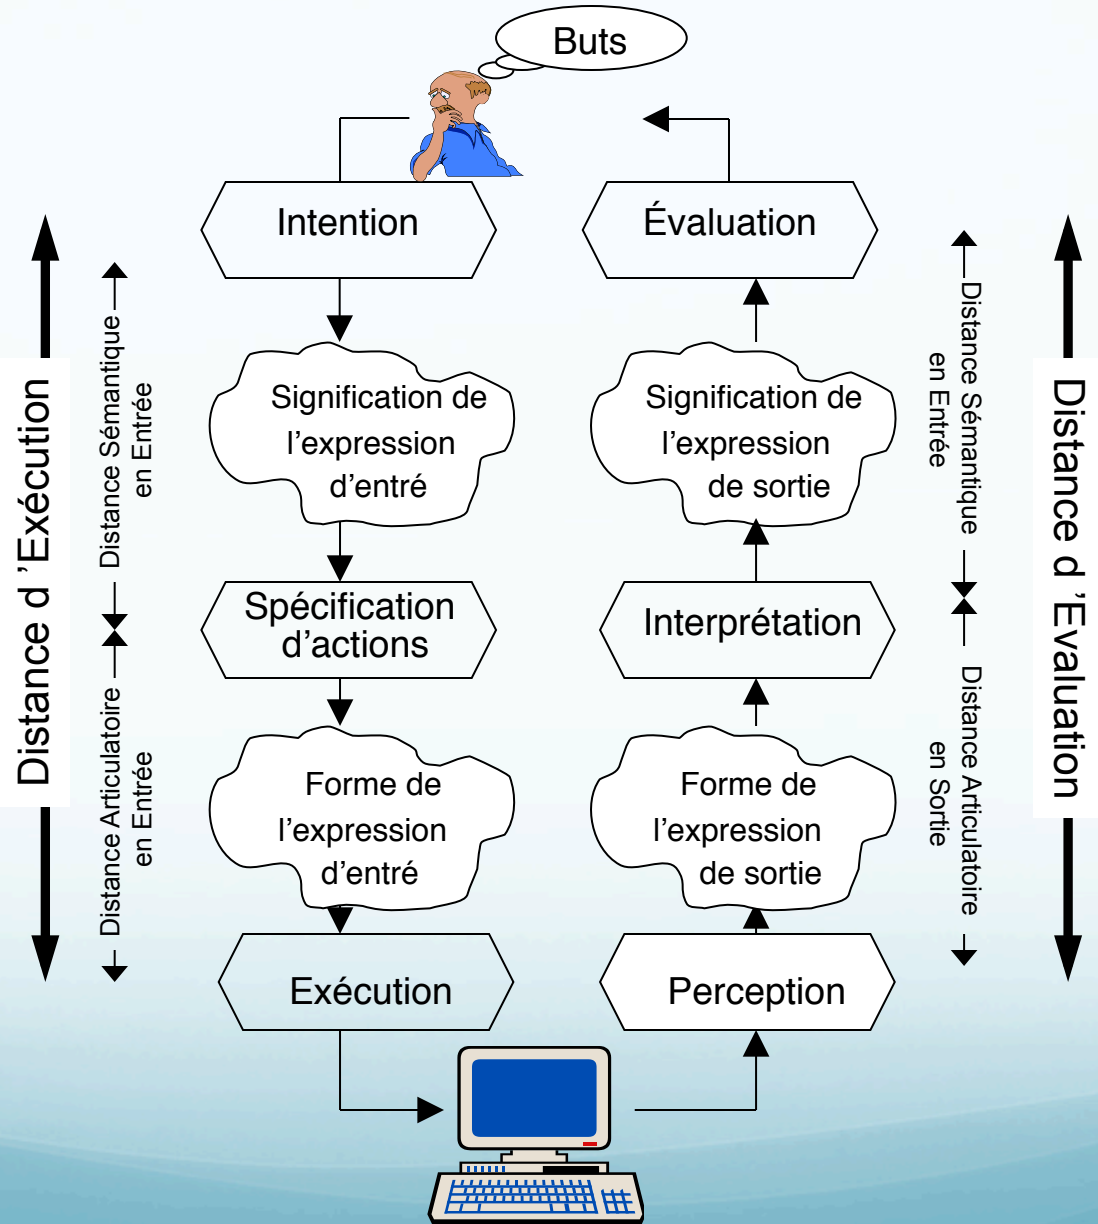 Buts
Intention
Évaluation
Signification de
l'expression
d'entré
Signification de
l'expression
de sortie
Spécification
d'actions
Interprétation
Forme de
l'expression
d'entré
Forme de
l'expression
de sortie
Exécution
Perception
Distance d 'Exécution
Distance Sémantique
en Entrée
Distance Articulatoire
en Entrée
Distance Sémantique
en Entrée
Distance Articulatoire
en Sortie
Distance d 'Evaluation